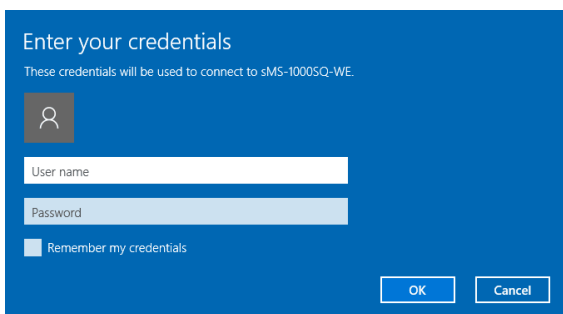 Enter your credentials
These credentials will be used to connect to sMS-1000SQ-WE.
User name
Password
Remember my credentials
OK Cancel